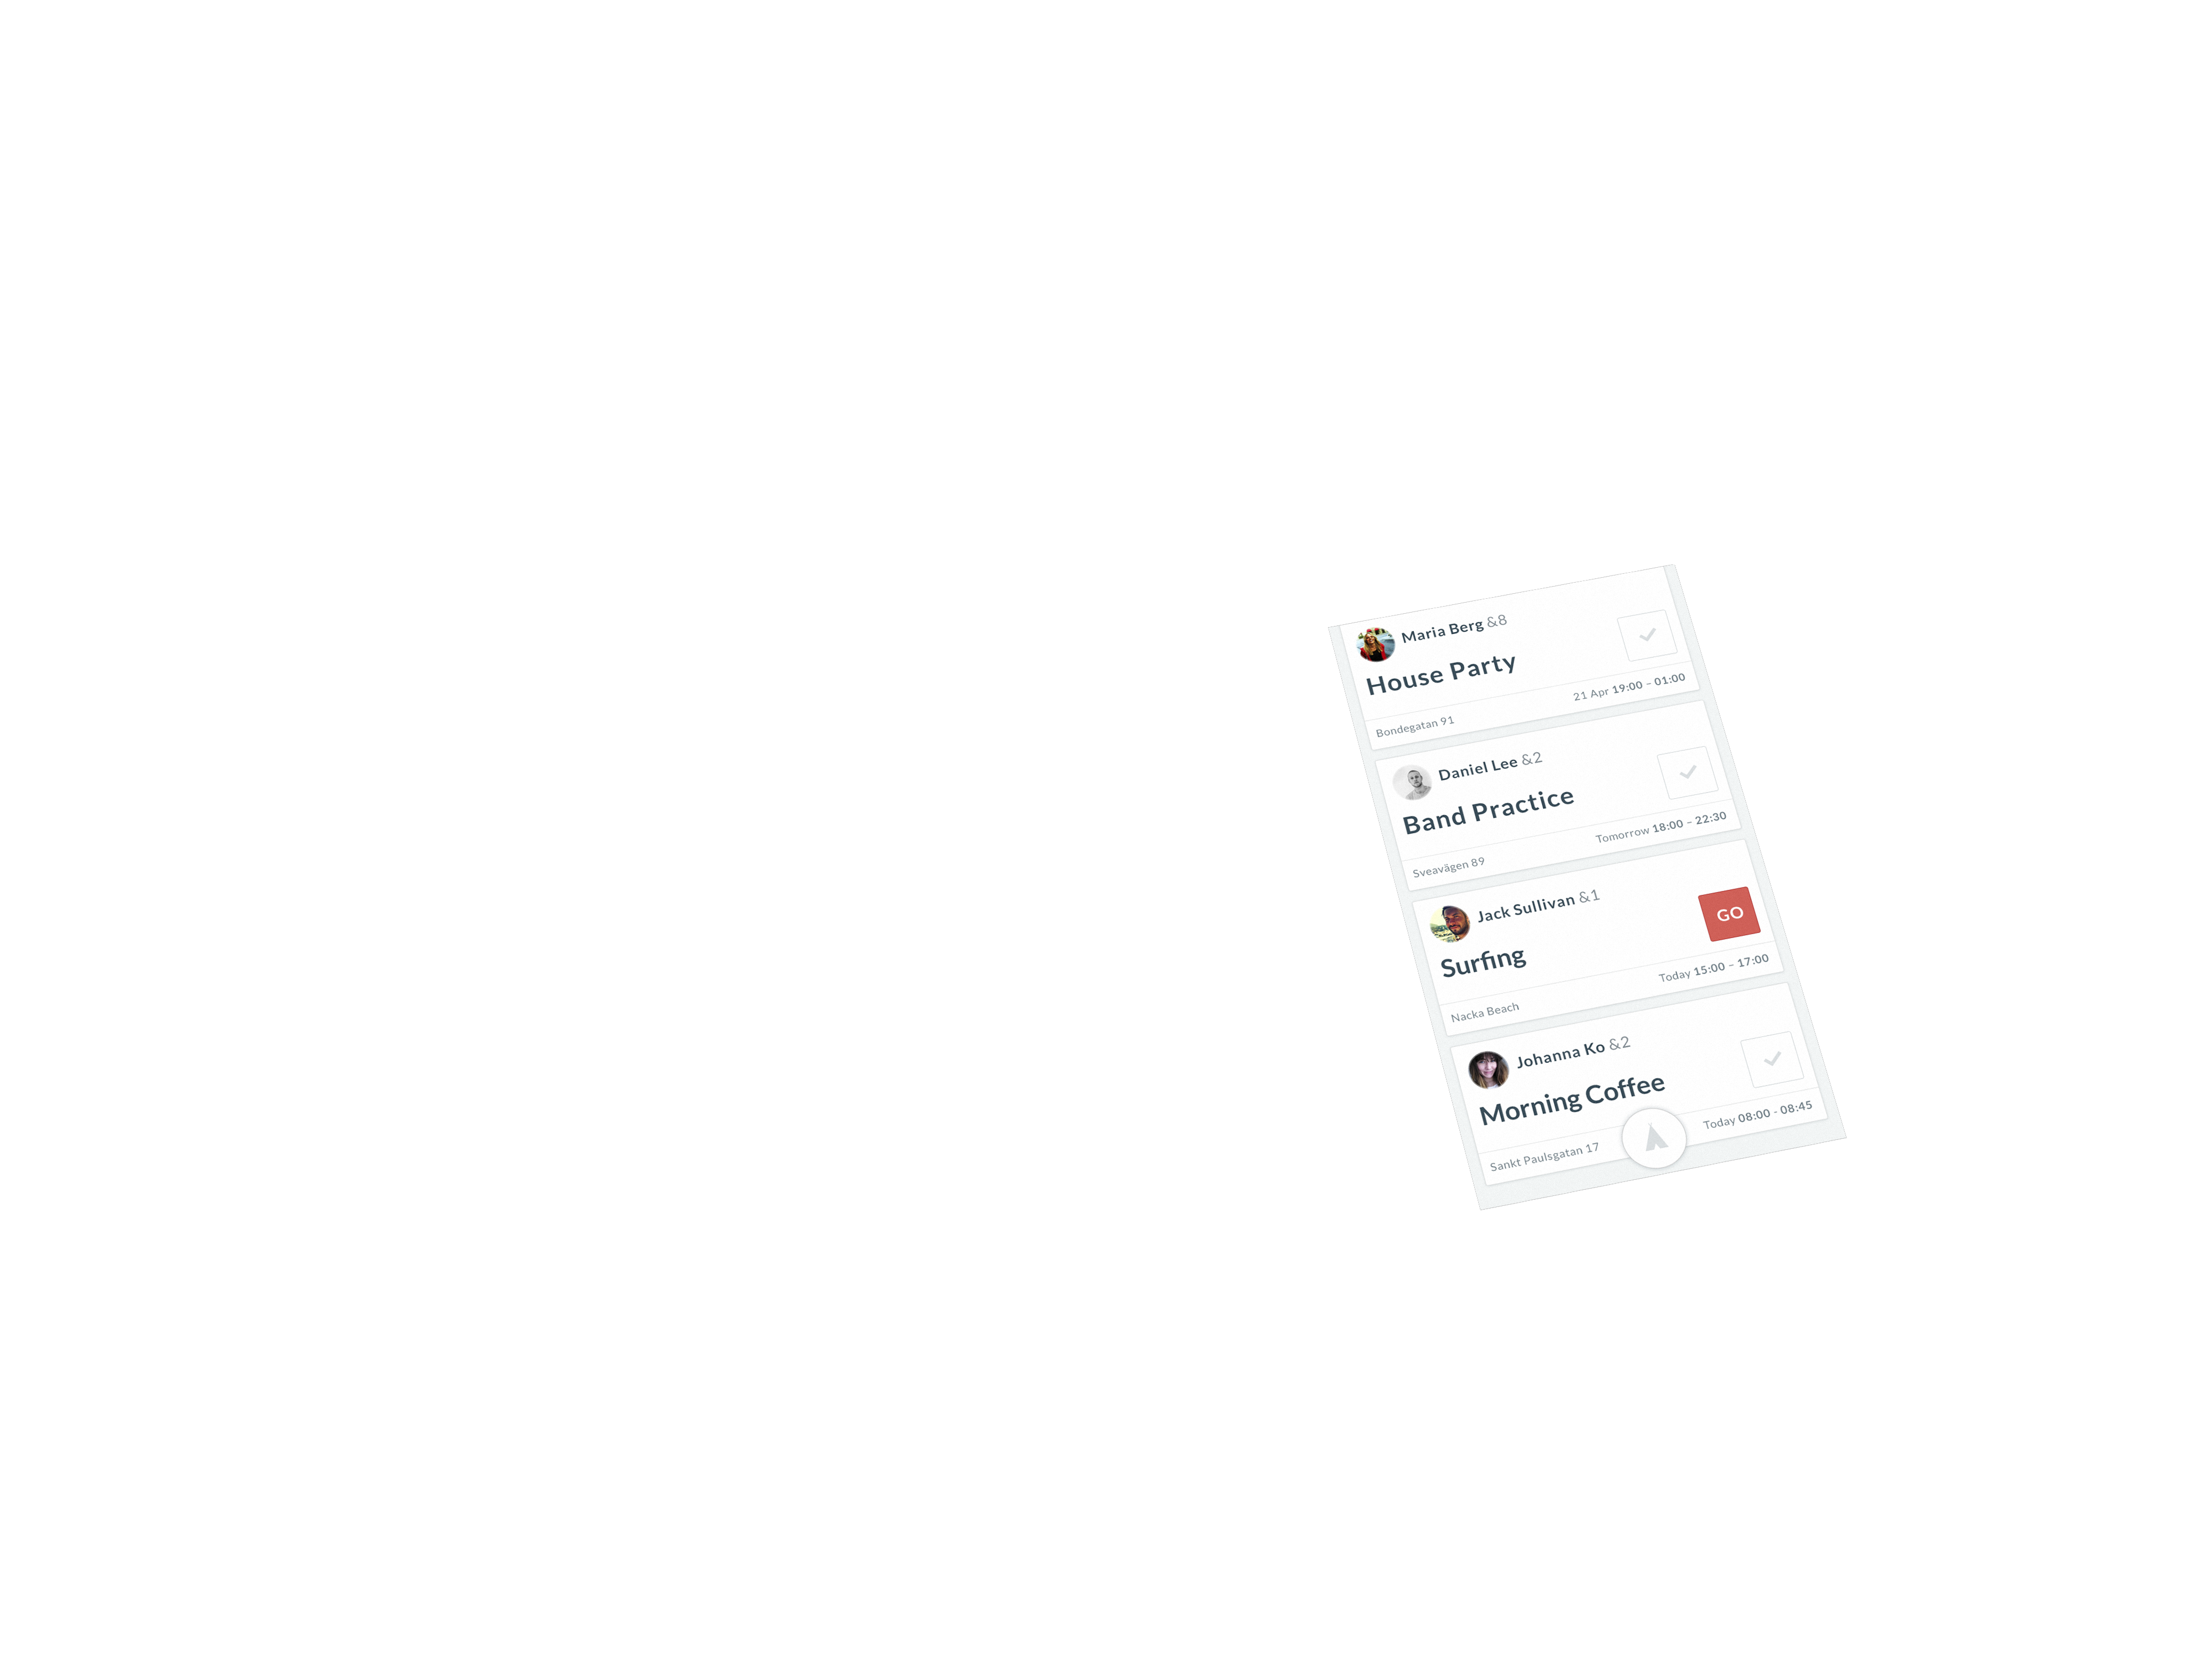 Maria Berg &8
House Party
Bondegatan 91
21 Apr 19:00 – 01:00
Daniel Lee &2
Band Practice
Sveavägen 89
Tomorrow 18:00 – 22:30
Jack Sullivan &1
GO
Surfing
Nacka Beach
Today 15:00 – 17:00
Johanna Ko &2
Morning Coffee
Sankt Paulsgatan 17
Today 08:00 - 08:45